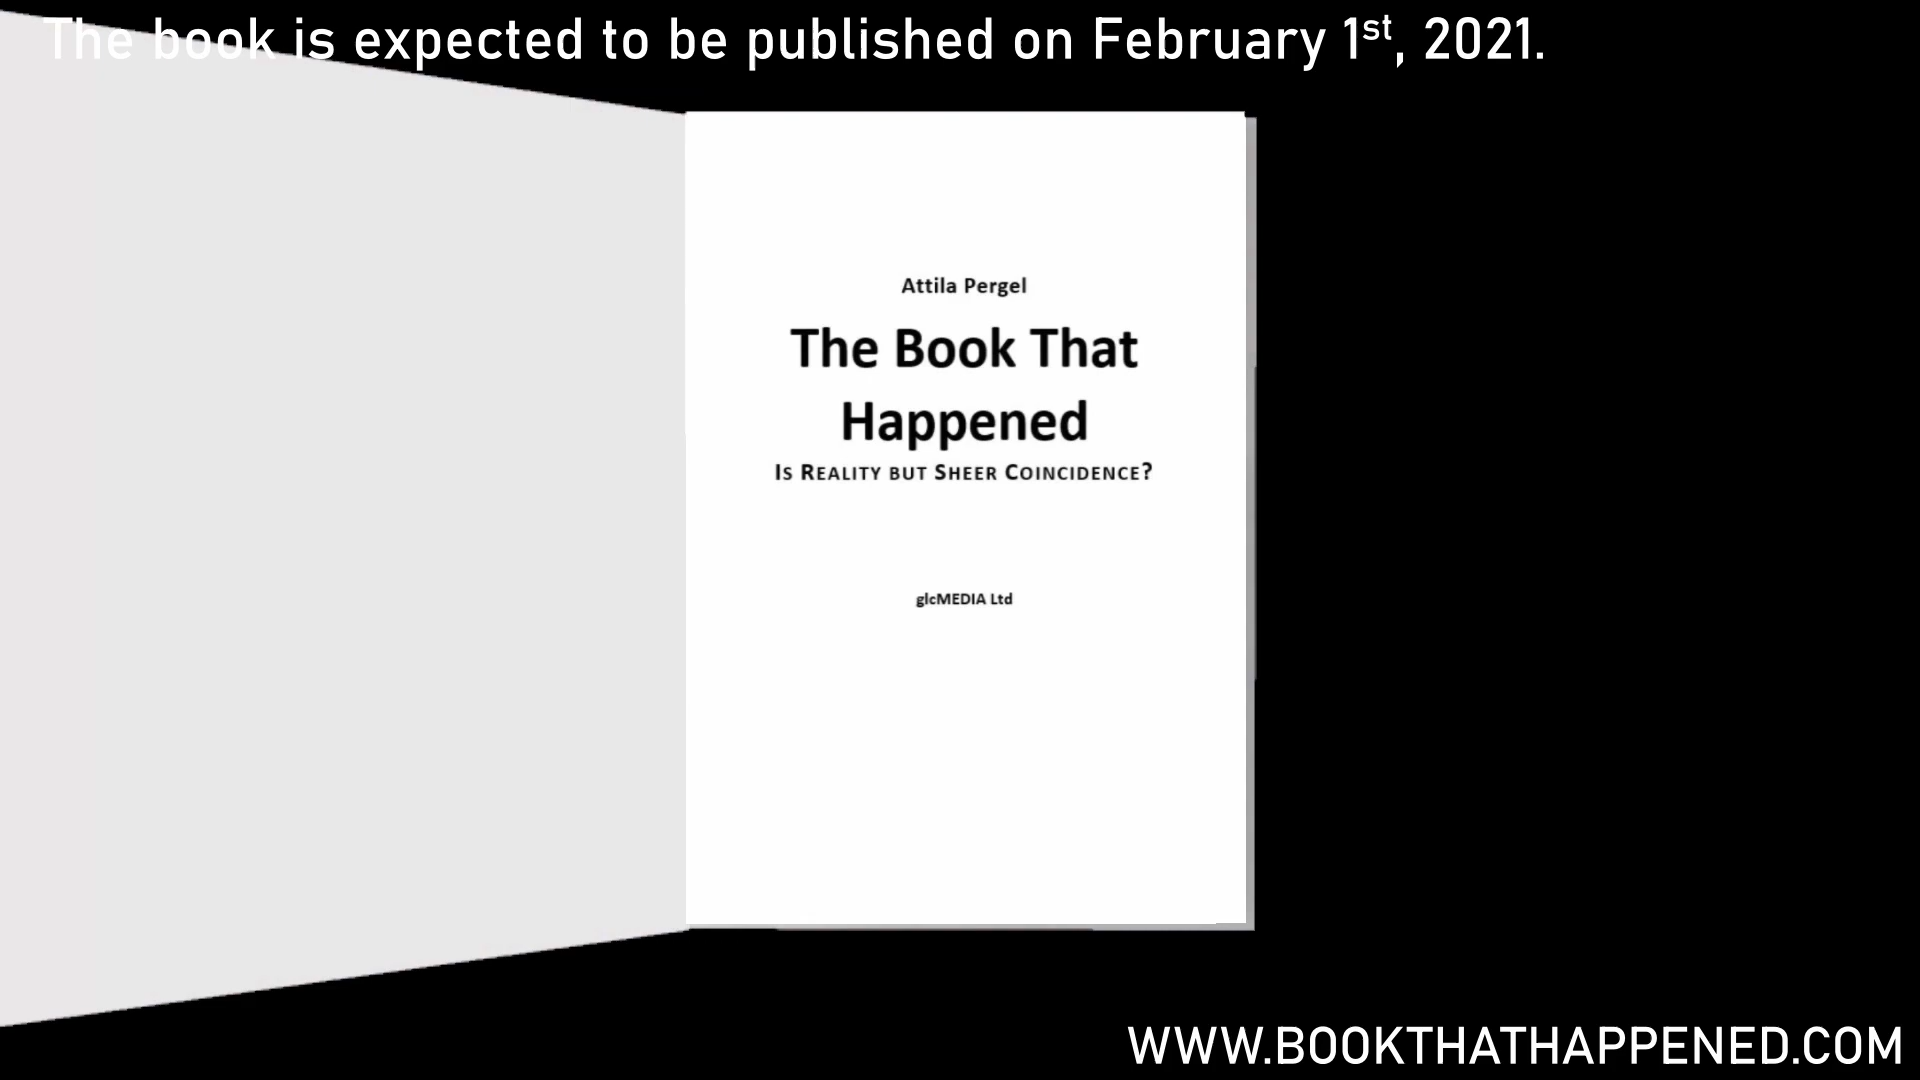 The book is expected to be published on February 1st, 2021.
Attila Pergel
The Book That
Happened
Is Reality but Sheer Coincidence?
glcMEDIA Ltd
WWW.BOOKTHATHAPPENED.COM